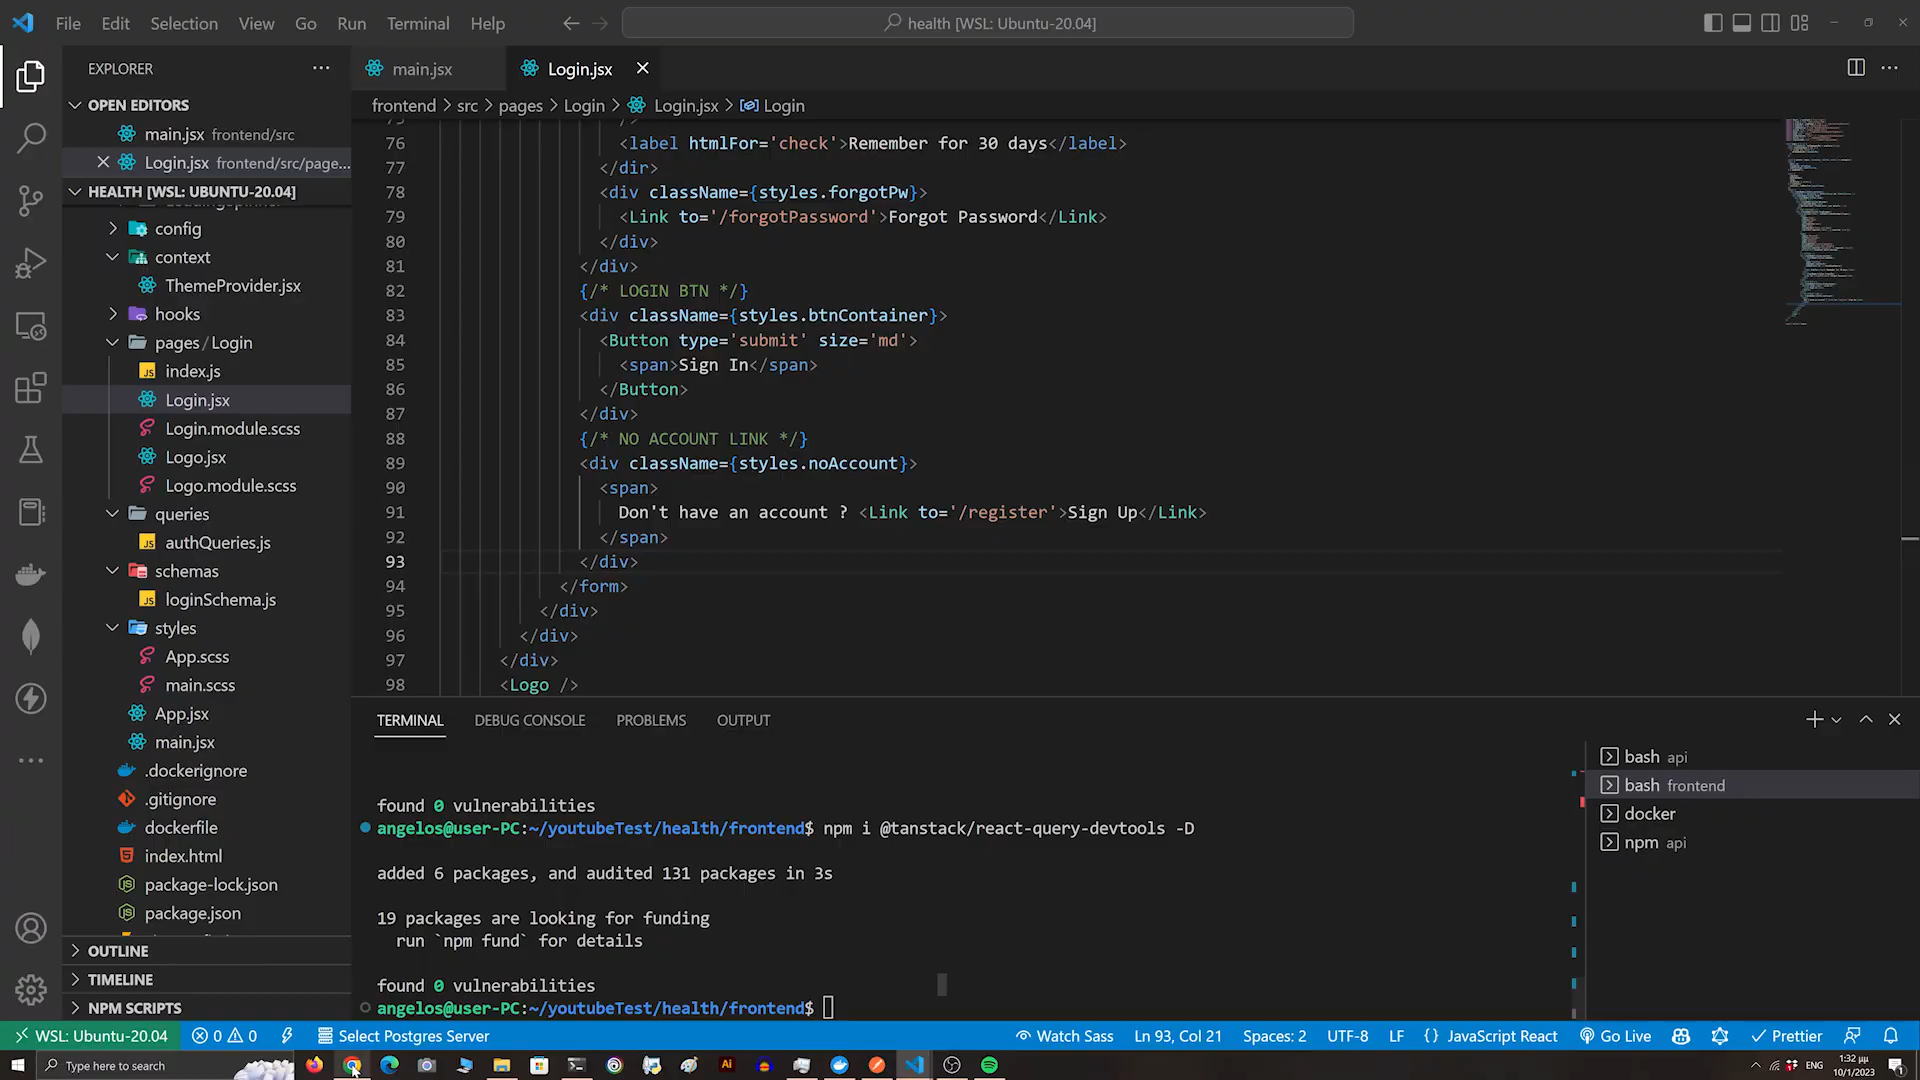 File Edit Selection View Go Run Terminal Help
health [WSL: Ubuntu-20.04]
EXPLORER
OPEN EDITORS
main.jsx frontend/src
Login.jsx frontend/src/page...
HEALTH [WSL: UBUNTU-20.04]
config
context
ThemeProvider.jsx
hooks
pages / Login
index.js
Login.jsx
Login.module.scss
Logo.jsx
Logo.module.scss
queries
authQueries.js
schemas
loginSchema.js
styles
App.scss
main.scss
App.jsx
main.jsx
.dockerignore
.gitignore
dockerfile
index.html
package-lock.json
package.json
OUTLINE
TIMELINE
NPM SCRIPTS
main.jsx
Login.jsx
frontend > src > pages > Login > Login.jsx > Login
75 />
76 <label htmlFor='check'>Remember for 30 days</label>
77 </dir>
78 <div className={styles.forgotPw}>
79 <Link to='/forgotPassword'>Forgot Password</Link>
80 </div>
81 </div>
82 {/* LOGIN BTN */}
83 <div className={styles.btnContainer}>
84 <Button type='submit' size='md'>
85 <span>Sign In</span>
86 </Button>
87 </div>
88 {/* NO ACCOUNT LINK */}
89 <div className={styles.noAccount}>
90 <span>
91 Don't have an account ? <Link to='/register'>Sign Up</Link>
92 </span>
93 </div>
94 </form>
95 </div>
96 </div>
97 </div>
98 <Logo />
TERMINAL DEBUG CONSOLE PROBLEMS OUTPUT
found 0 vulnerabilities
angelos@user-PC:~/youtubeTest/health/frontend$ npm i @tanstack/react-query-devtools -D
added 6 packages, and audited 131 packages in 3s
19 packages are looking for funding
run `npm fund` for details
found 0 vulnerabilities
angelos@user-PC:~/youtubeTest/health/frontend$
bash api
bash frontend
docker
npm api
WSL: Ubuntu-20.04 0 0 Select Postgres Server Watch Sass Ln 93, Col 21 Spaces: 2 UTF-8 LF {} JavaScript React Go Live Prettier
Type here to search
Ai
ENG
1:32 μμ
10/1/2023
1